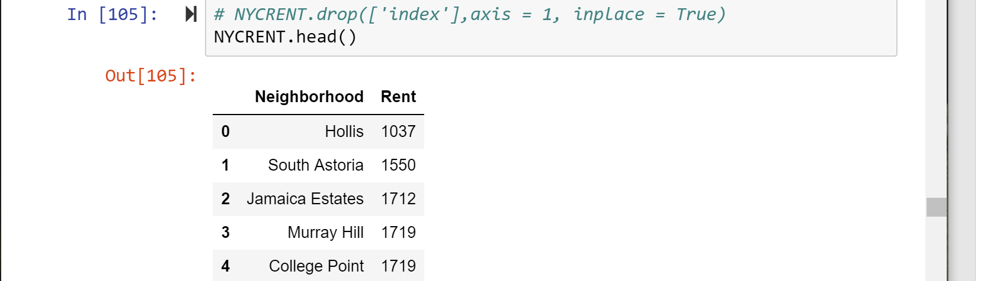 In [105]: # NYCRENT.drop(['index'],axis = 1, inplace = True)
NYCRENT.head()
Out[105]:
Neighborhood Rent
0 Hollis 1037
1 South Astoria 1550
2 Jamaica Estates 1712
3 Murray Hill 1719
4 College Point 1719